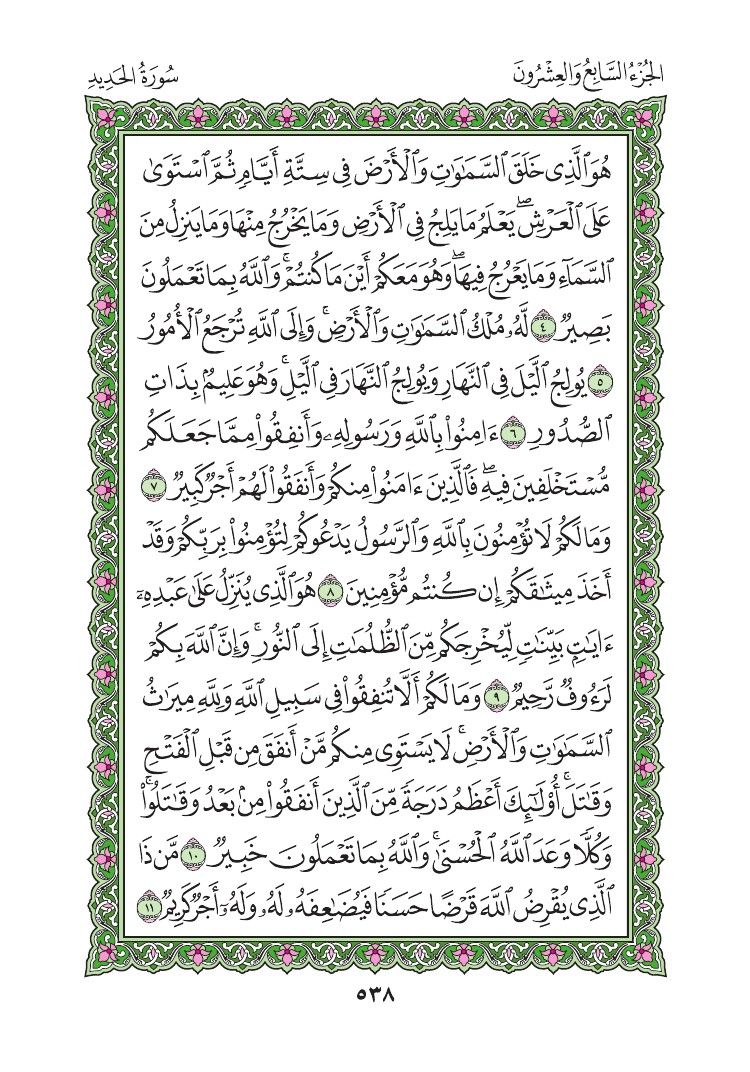 الجُزْءُ السَّابِعُ وَالعِشْرُونَ
سُورَةُ الحَدِيدِ
هُوَ ٱلَّذِى خَلَقَ ٱلسَّمَٰوَٰتِ وَٱلْأَرْضَ فِى سِتَّةِ أَيَّامٍ ثُمَّ ٱسْتَوَىٰ
عَلَى ٱلْعَرْشِ ۖ يَعْلَمُ مَا يَلِجُ فِى ٱلْأَرْضِ وَمَا يَخْرُجُ مِنْهَا وَمَا يَنزِلُ مِنَ
ٱلسَّمَآءِ وَمَا يَعْرُجُ فِيهَا ۖ وَهُوَ مَعَكُمْ أَيْنَ مَا كُنتُمْ ۚ وَٱللَّهُ بِمَا تَعْمَلُونَ
بَصِيرٌ ٤ لَّهُۥ مُلْكُ ٱلسَّمَٰوَٰتِ وَٱلْأَرْضِ ۚ وَإِلَى ٱللَّهِ تُرْجَعُ ٱلْأُمُورُ
٥ يُولِجُ ٱلَّيْلَ فِى ٱلنَّهَارِ وَيُولِجُ ٱلنَّهَارَ فِى ٱلَّيْلِ ۚ وَهُوَ عَلِيمٌۢ بِذَاتِ
ٱلصُّدُورِ ٦ ءَامِنُوا۟ بِٱللَّهِ وَرَسُولِهِۦ وَأَنفِقُوا۟ مِمَّا جَعَلَكُم
مُّسْتَخْلَفِينَ فِيهِ ۖ فَٱلَّذِينَ ءَامَنُوا۟ مِنكُمْ وَأَنفَقُوا۟ لَهُمْ أَجْرٌ كَبِيرٌ ٧
وَمَا لَكُمْ لَا تُؤْمِنُونَ بِٱللَّهِ وَٱلرَّسُولُ يَدْعُوكُمْ لِتُؤْمِنُوا۟ بِرَبِّكُمْ وَقَدْ
أَخَذَ مِيثَٰقَكُمْ إِن كُنتُم مُّؤْمِنِينَ ٨ هُوَ ٱلَّذِى يُنَزِّلُ عَلَىٰ عَبْدِهِۦٓ
ءَايَٰتٍۭ بَيِّنَٰتٍ لِّيُخْرِجَكُم مِّنَ ٱلظُّلُمَٰتِ إِلَى ٱلنُّورِ ۚ وَإِنَّ ٱللَّهَ بِكُمْ
لَرَءُوفٌ رَّحِيمٌ ٩ وَمَا لَكُمْ أَلَّا تُنفِقُوا۟ فِى سَبِيلِ ٱللَّهِ وَلِلَّهِ مِيرَٰثُ
ٱلسَّمَٰوَٰتِ وَٱلْأَرْضِ ۚ لَا يَسْتَوِى مِنكُم مَّنْ أَنفَقَ مِن قَبْلِ ٱلْفَتْحِ
وَقَٰتَلَ ۚ أُو۟لَٰٓئِكَ أَعْظَمُ دَرَجَةً مِّنَ ٱلَّذِينَ أَنفَقُوا۟ مِنۢ بَعْدُ وَقَٰتَلُوا۟ ۚ
وَكُلًّا وَعَدَ ٱللَّهُ ٱلْحُسْنَىٰ ۚ وَٱللَّهُ بِمَا تَعْمَلُونَ خَبِيرٌ ١٠ مَّن ذَا
ٱلَّذِى يُقْرِضُ ٱللَّهَ قَرْضًا حَسَنًا فَيُضَٰعِفَهُۥ لَهُۥ وَلَهُۥٓ أَجْرٌ كَرِيمٌ ١١
٥٣٨